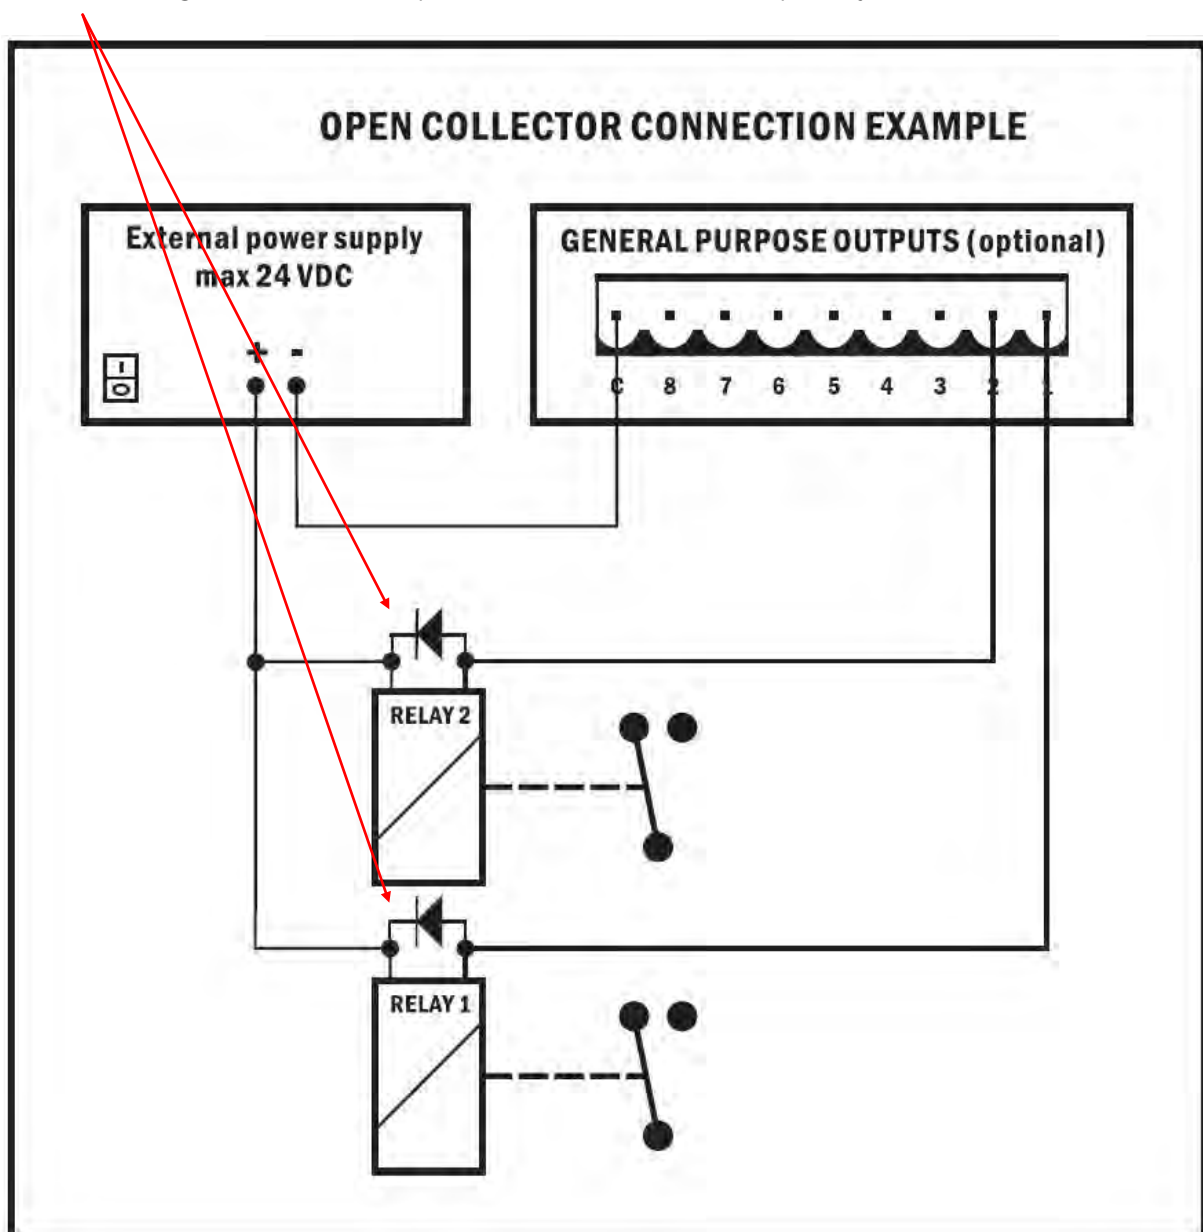 OPEN COLLECTOR CONNECTION EXAMPLE
External power supply
max 24 VDC
+ -
I
O
GENERAL PURPOSE OUTPUTS (optional)
C 8 7 6 5 4 3 2 1
RELAY 2
RELAY 1